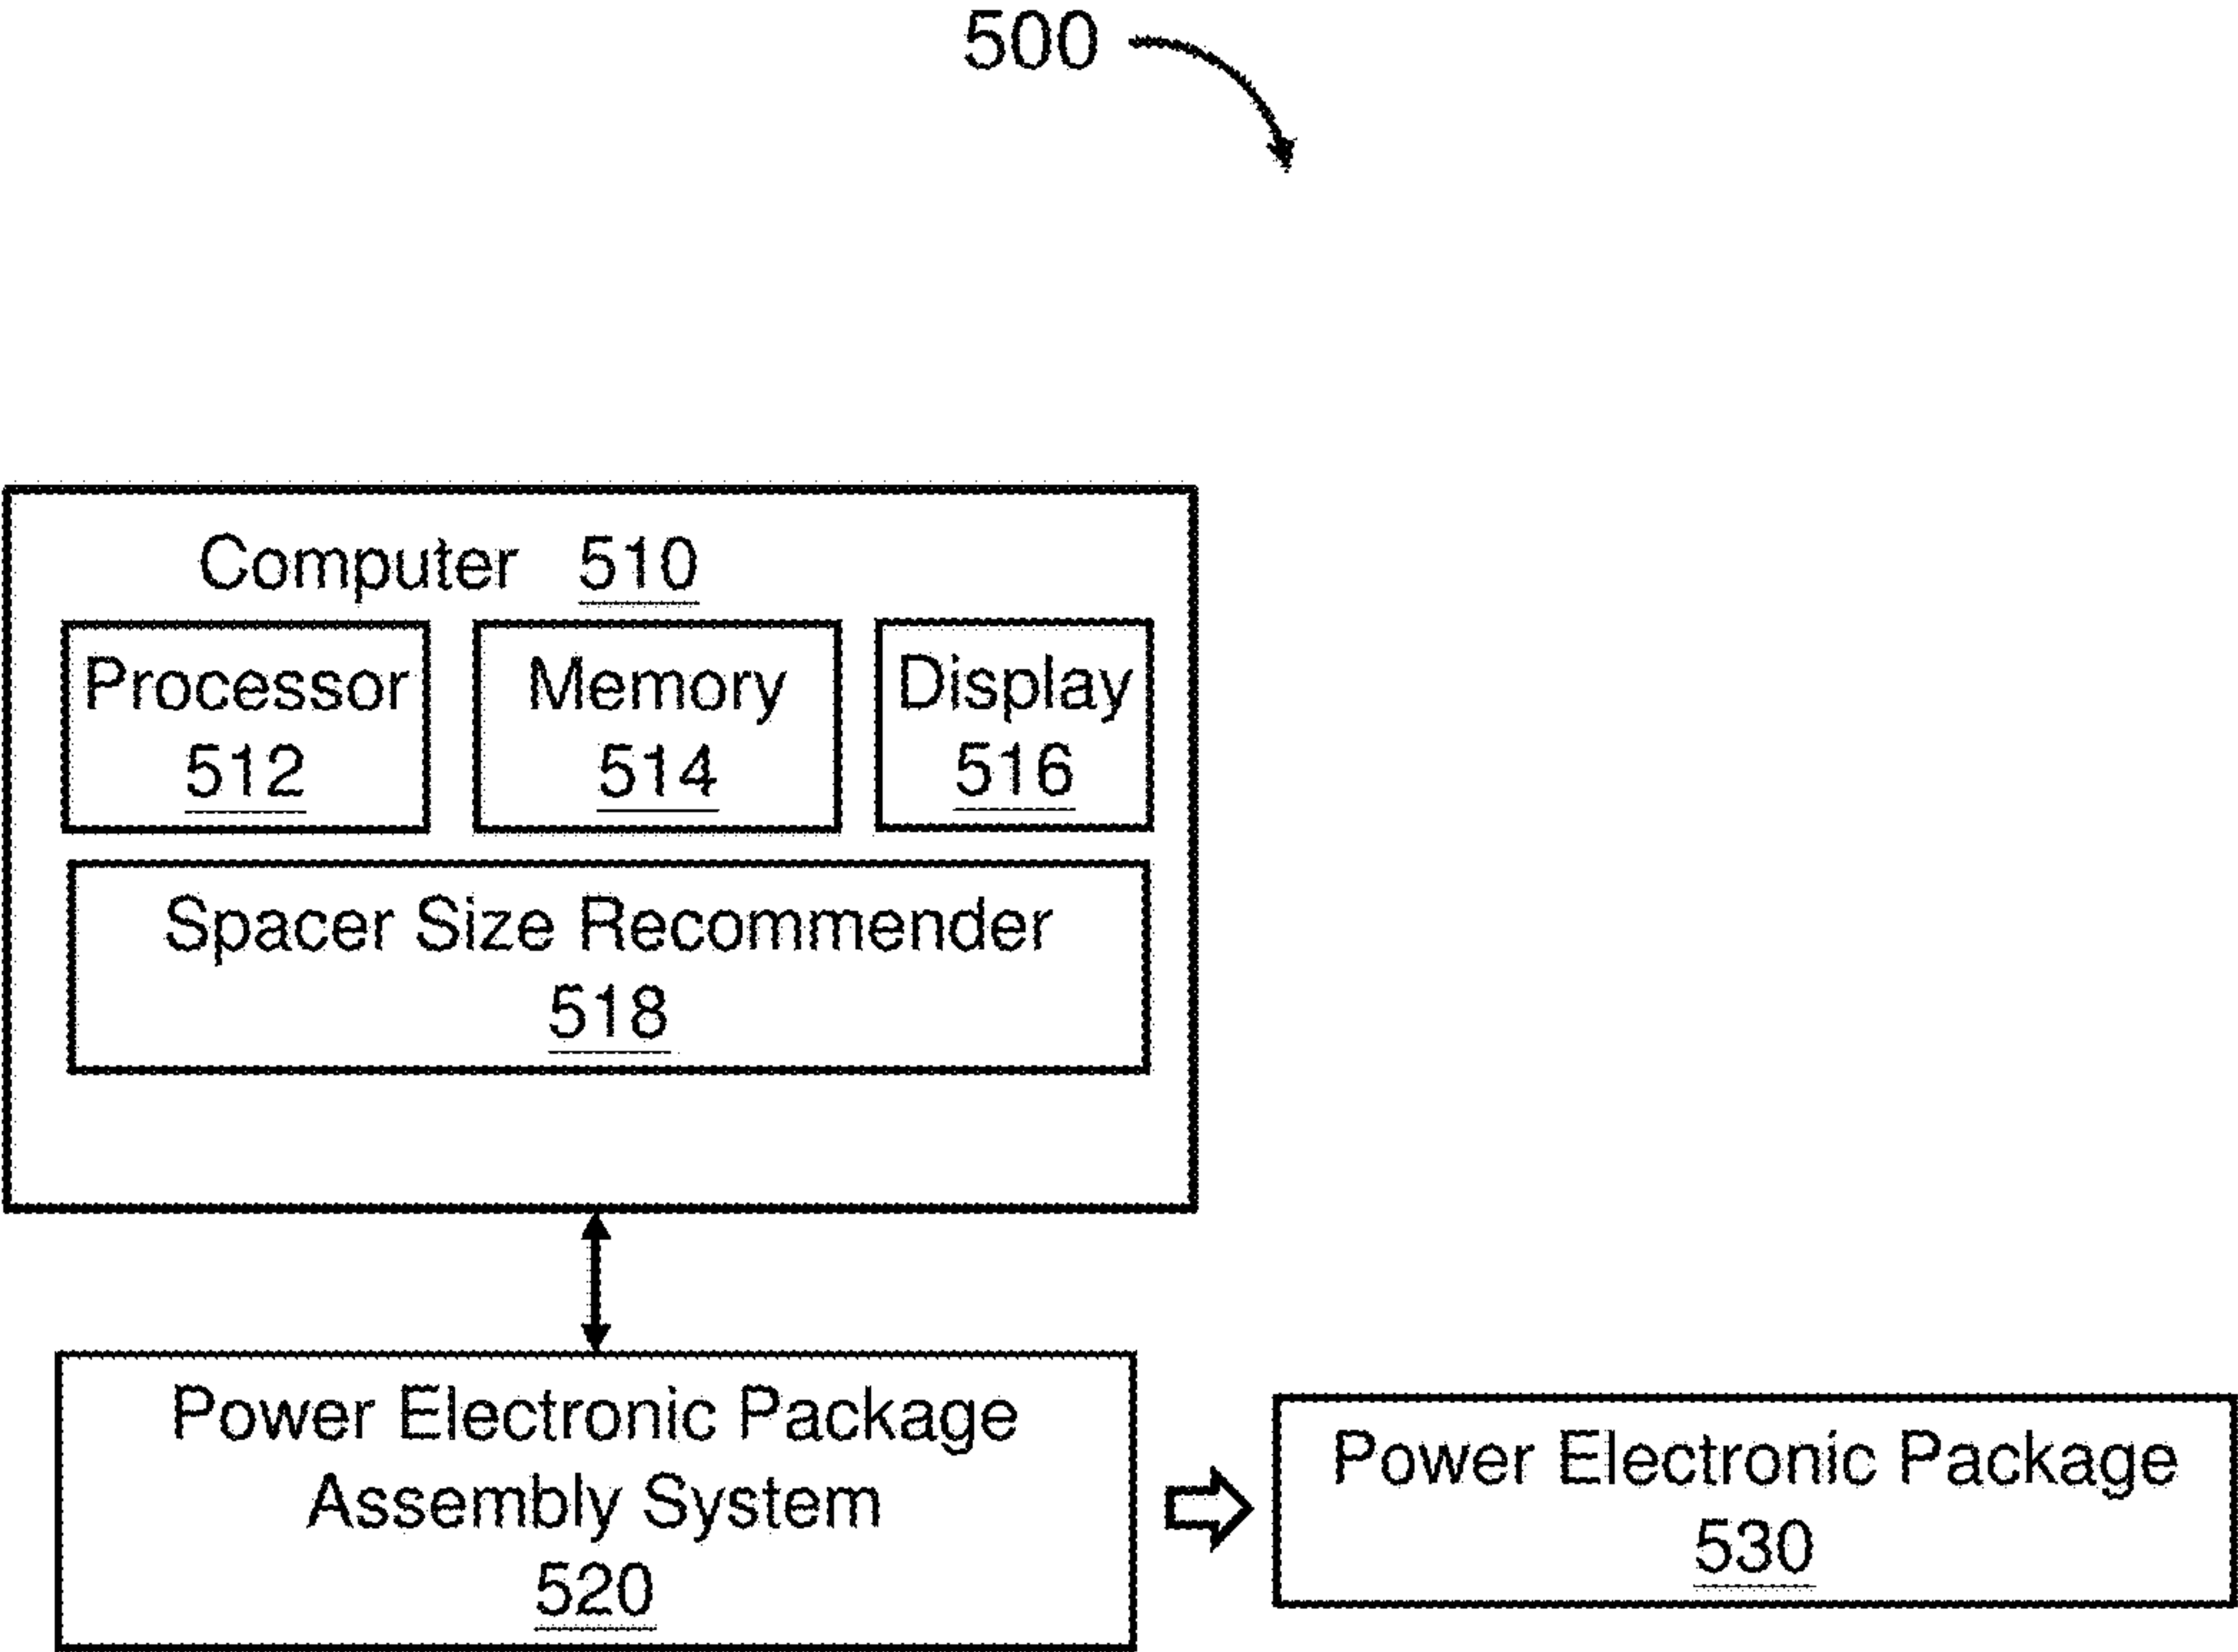 500
Computer 510
Processor
512
Memory
514
Display
516
Spacer Size Recommender
518
Power Electronic Package
Assembly System
520
Power Electronic Package
530